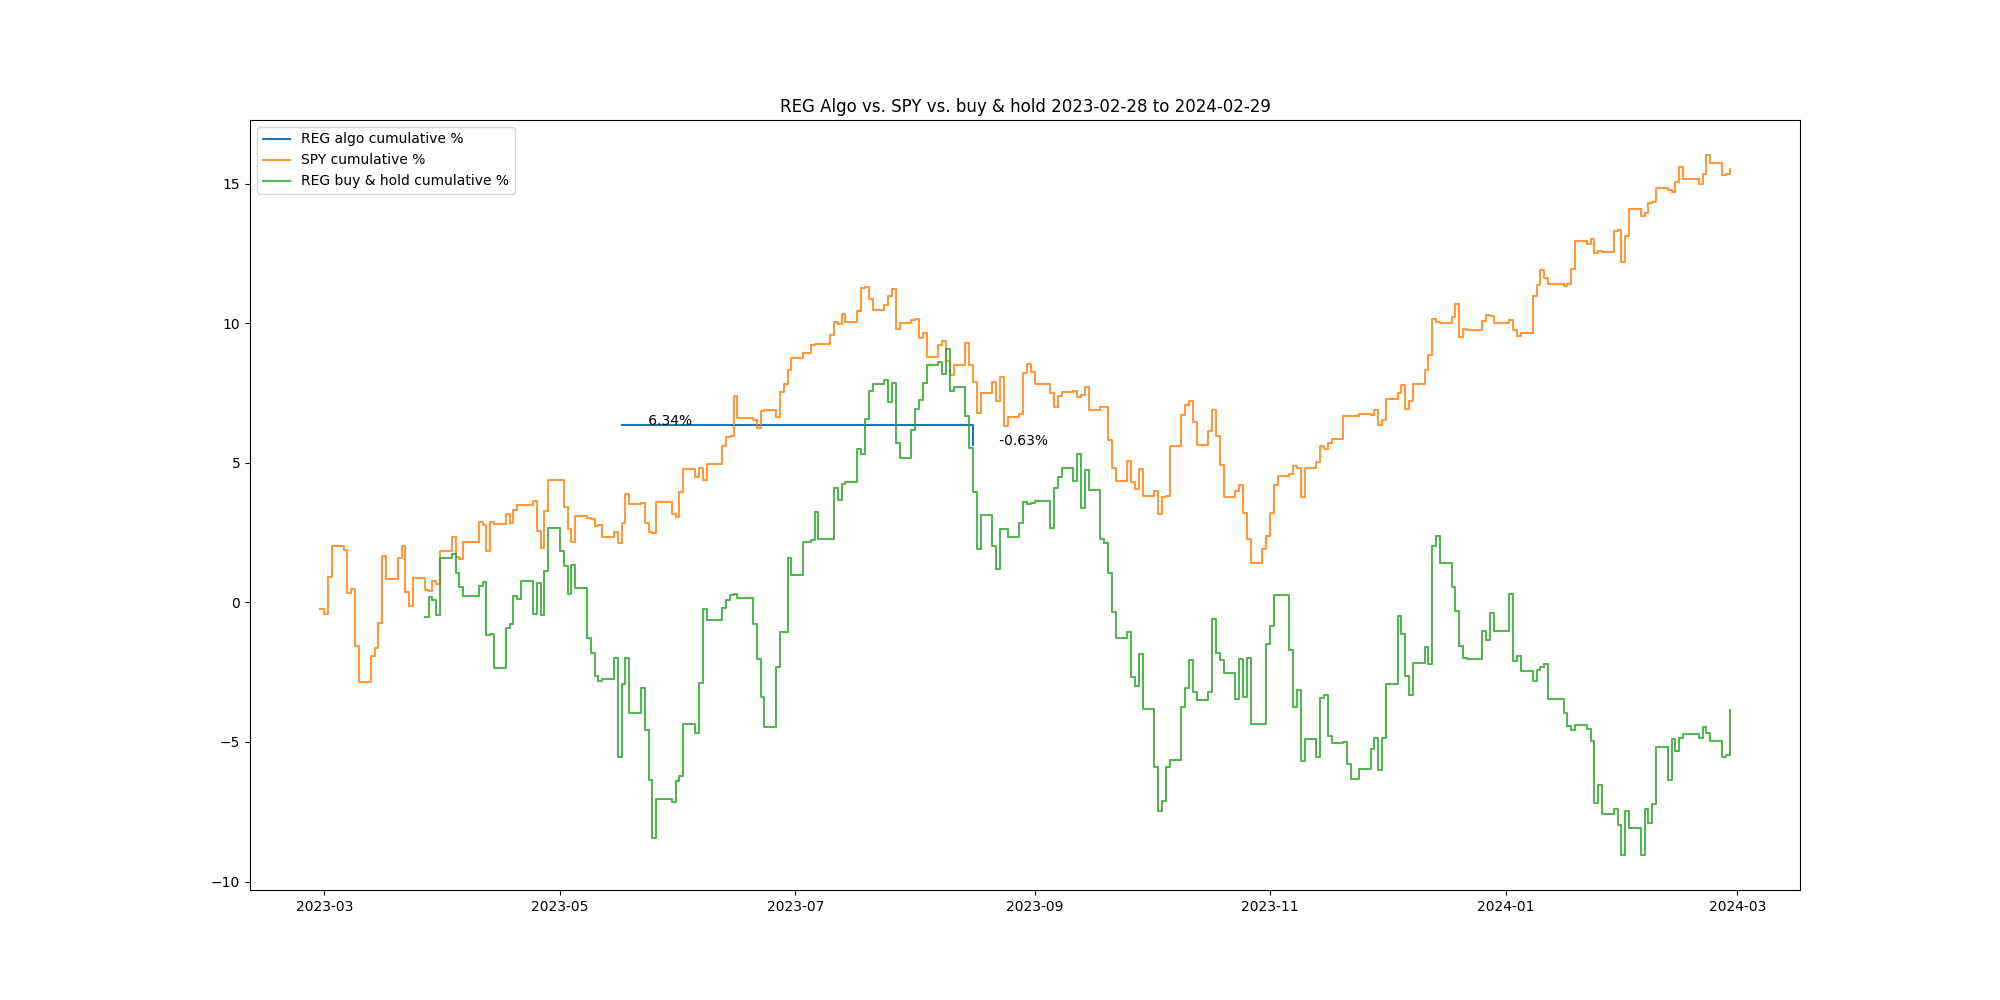 REG Algo vs. SPY vs. buy & hold 2023-02-28 to 2024-02-29
REG algo cumulative %
SPY cumulative %
REG buy & hold cumulative %
15
10
5
0
−5
−10
6.34%
-0.63%
2023-03 2023-05 2023-07 2023-09 2023-11 2024-01 2024-03